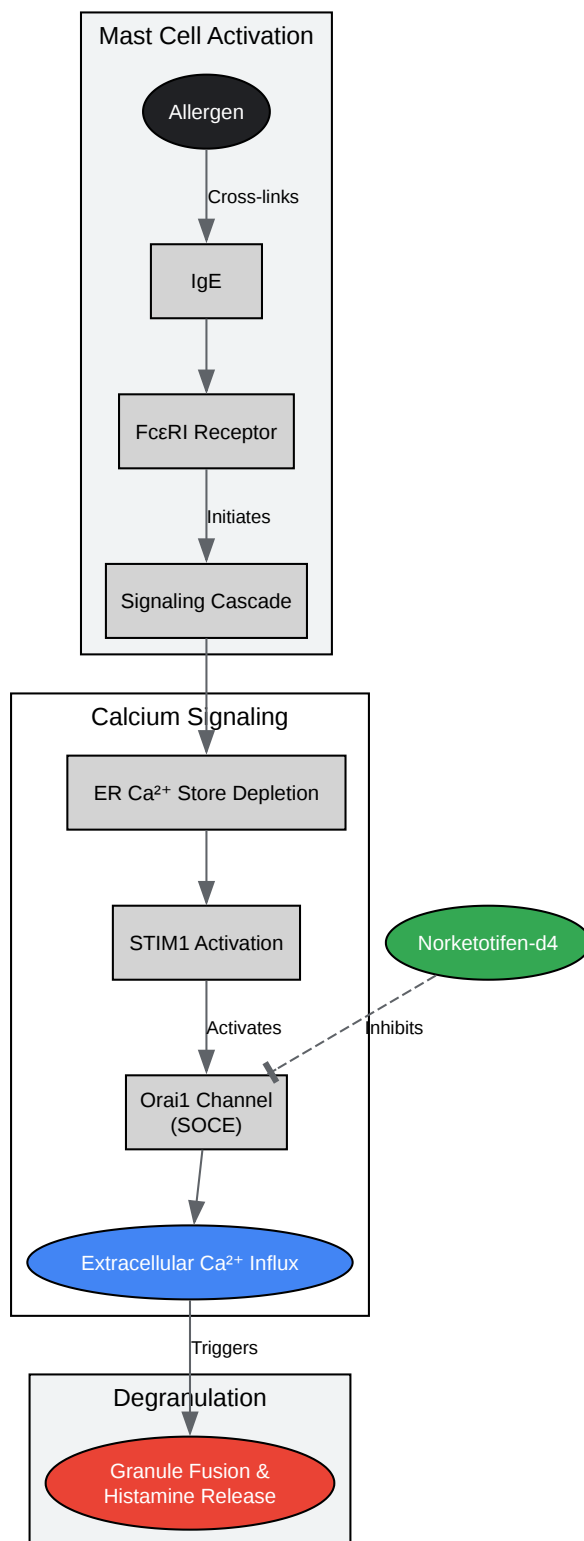 Mast Cell Activation
Allergen
Cross-links
IgE
FcεRI Receptor
Initiates
Signaling Cascade
Calcium Signaling
ER Ca²⁺ Store Depletion
STIM1 Activation
Norketotifen-d4
Activates
Inhibits
Orai1 Channel
(SOCE)
Extracellular Ca²⁺ Influx
Triggers
Degranulation
Granule Fusion &
Histamine Release